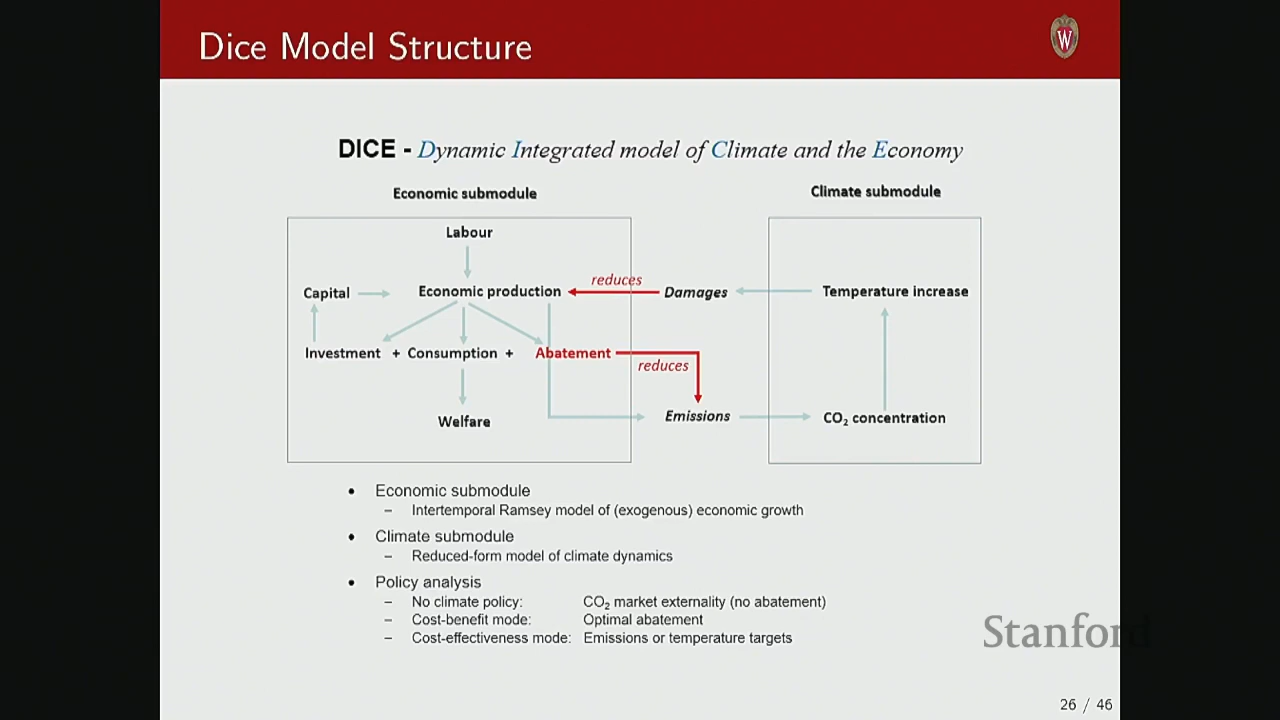 Dice Model Structure
W
DICE - Dynamic Integrated model of Climate and the Economy
Economic submodule
Climate submodule
Labour
reduces
Capital
Economic production
Damages
Temperature increase
Investment + Consumption + Abatement
reduces
Welfare
Emissions
CO₂ concentration
• Economic submodule
– Intertemporal Ramsey model of (exogenous) economic growth
• Climate submodule
– Reduced-form model of climate dynamics
• Policy analysis
– No climate policy: CO₂ market externality (no abatement)
– Cost-benefit mode: Optimal abatement
– Cost-effectiveness mode: Emissions or temperature targets
Stanford
26 / 46